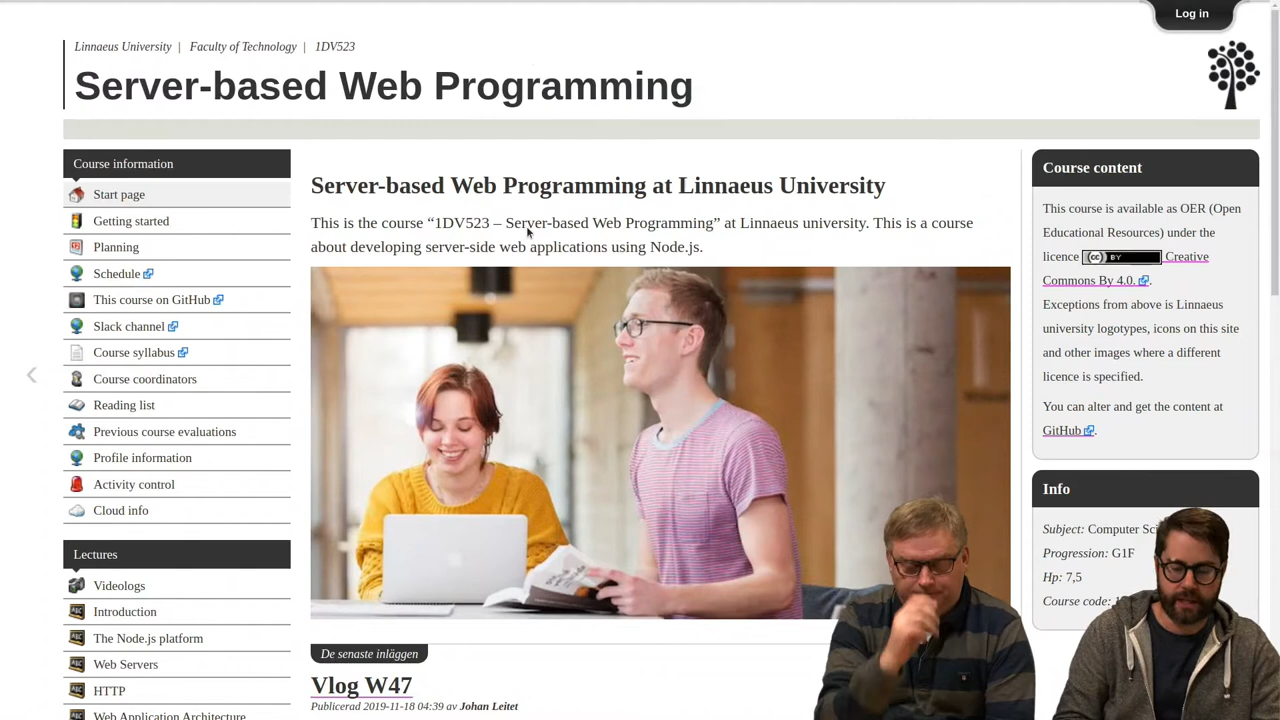 Log in
Linnaeus University | Faculty of Technology | 1DV523
Server-based Web Programming
Course information
Start page
Getting started
Planning
Schedule
This course on GitHub
Slack channel
Course syllabus
Course coordinators
Reading list
Previous course evaluations
Profile information
Activity control
Cloud info
Lectures
Videologs
Introduction
The Node.js platform
Web Servers
HTTP
Web Application Architecture
Server-based Web Programming at Linnaeus University
This is the course “1DV523 – Server-based Web Programming” at Linnaeus university. This is a course
about developing server-side web applications using Node.js.
De senaste inläggen
Vlog W47
Publicerad 2019-11-18 04:39 av Johan Leitet
Course content
This course is available as OER (Open
Educational Resources) under the
licence (cc) BY Creative
Commons By 4.0.
Exceptions from above is Linnaeus
university logotypes, icons on this site
and other images where a different
licence is specified.
You can alter and get the content at
GitHub.
Info
Subject: Computer
Progression: G1F
Hp: 7,5
Course code: